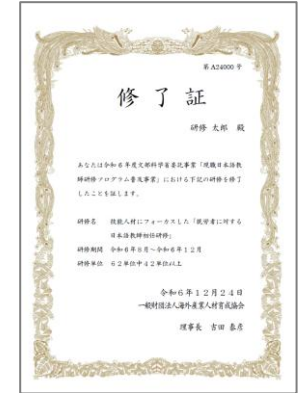 第 A24000 号
修了証
研修 太郎 殿
あなたは令和６年度文部科学省委託事業「現職日本語教
師研修プログラム普及事業」における下記の研修を修了
したことを証します。
研修名 技能人材にフォーカスした「就労者に対する
日本語教師初任研修」
研修期間 令和６年８月～令和６年１２月
研修単位 ６２単位中４２単位以上
令和６年１２月２４日
一般財団法人海外産業人材育成協会
理事長 吉田 泰彦